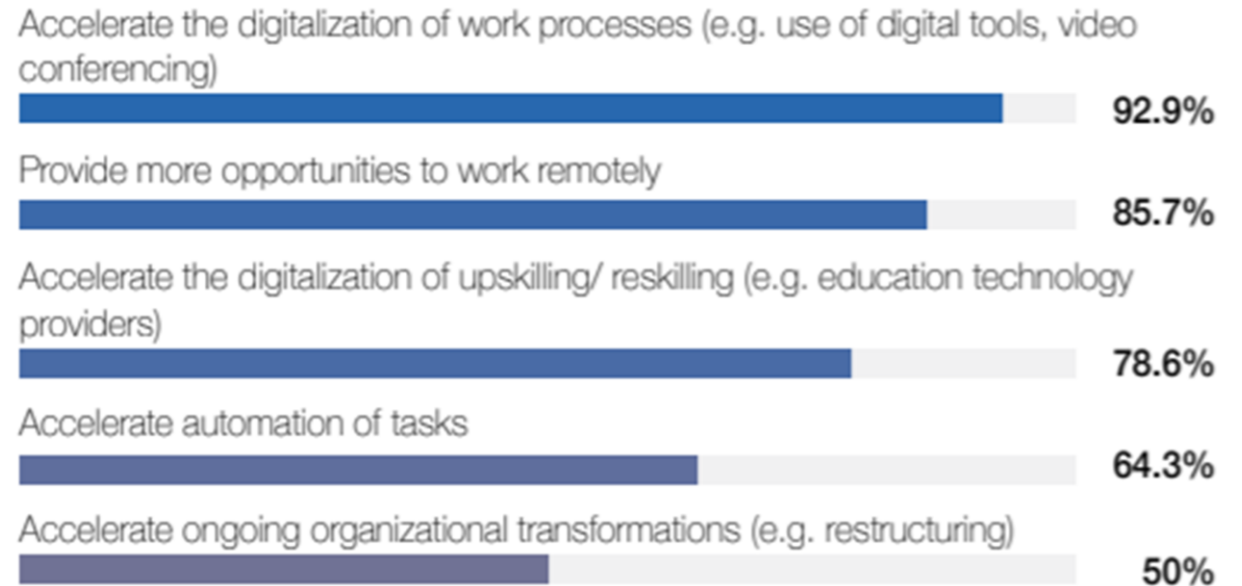 Accelerate the digitalization of work processes (e.g. use of digital tools, video
conferencing)
92.9%
Provide more opportunities to work remotely
85.7%
Accelerate the digitalization of upskilling/ reskilling (e.g. education technology
providers)
78.6%
Accelerate automation of tasks
64.3%
Accelerate ongoing organizational transformations (e.g. restructuring)
50%